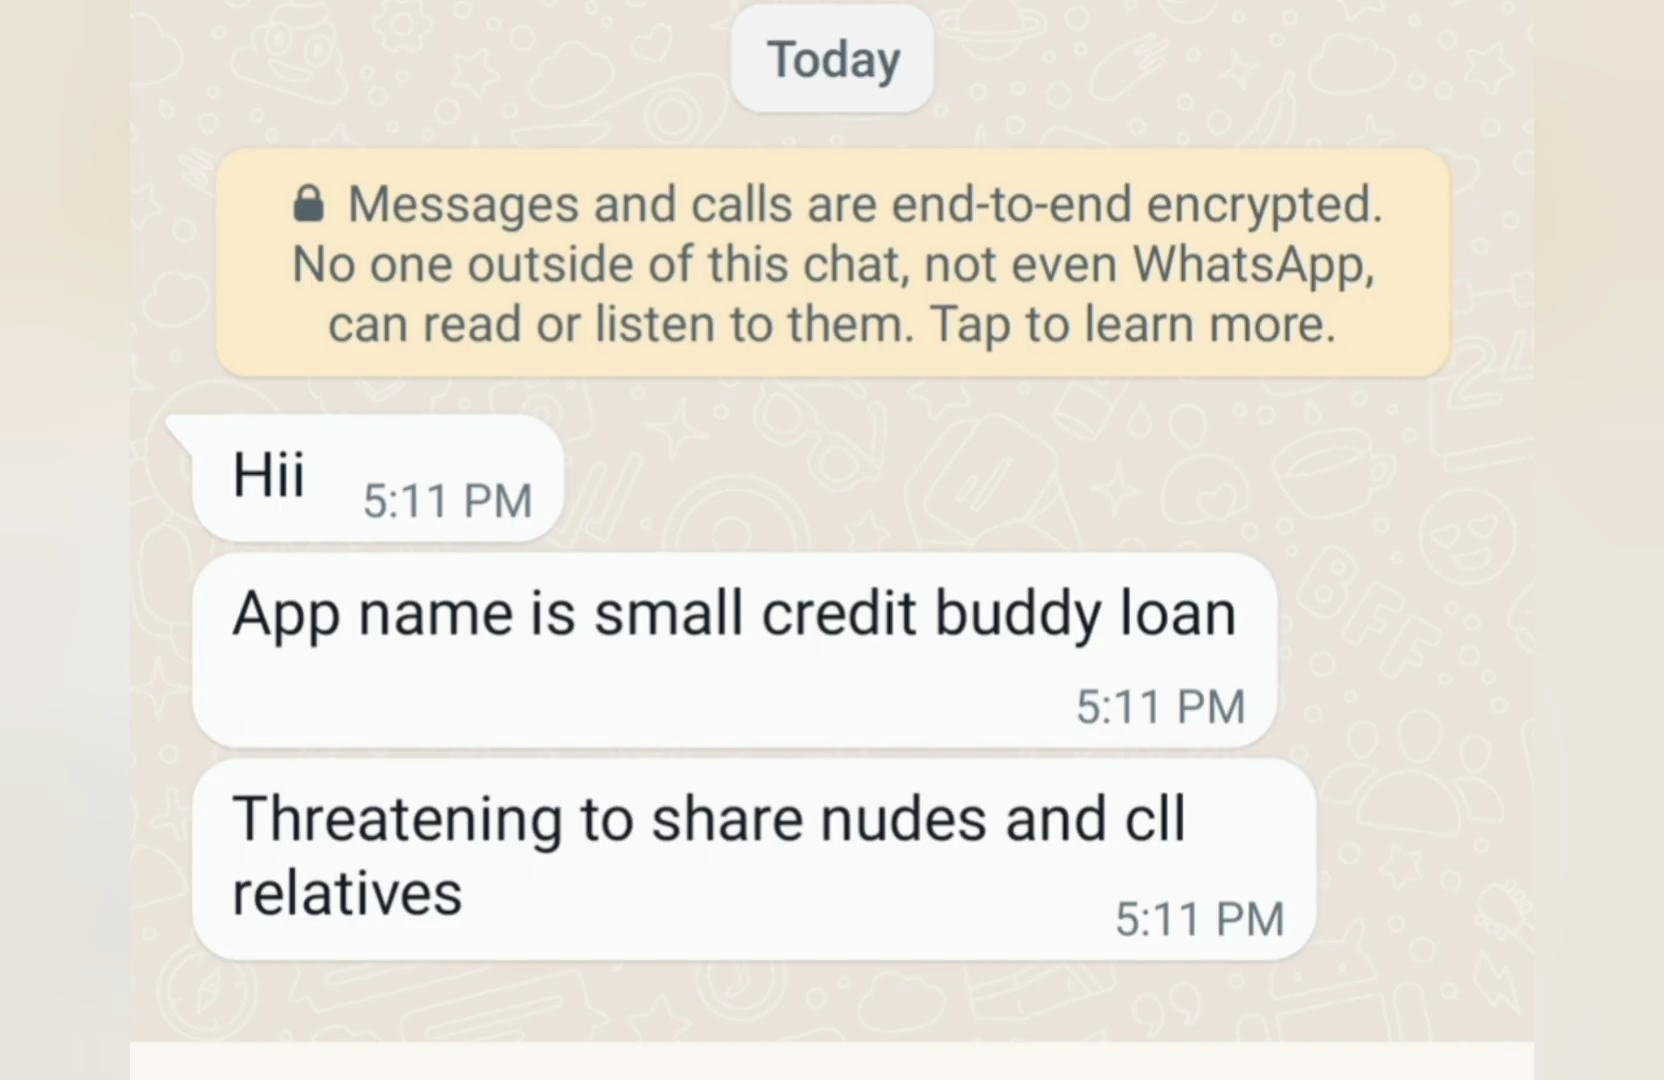 Today
Messages and calls are end-to-end encrypted.
No one outside of this chat, not even WhatsApp,
can read or listen to them. Tap to learn more.
Hii
5:11 PM
App name is small credit buddy loan
5:11 PM
Threatening to share nudes and cll
relatives
5:11 PM